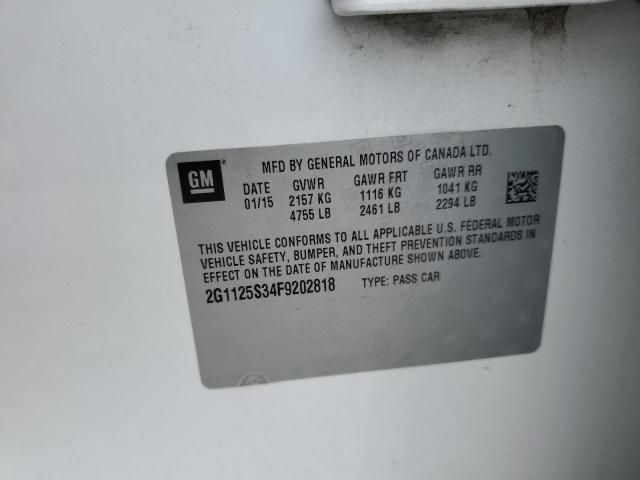 GM
MFD BY GENERAL MOTORS OF CANADA LTD.
DATE GVWR GAWR FRT GAWR RR
01/15 2157 KG 1116 KG 1041 KG
4755 LB 2461 LB 2294 LB
THIS VEHICLE CONFORMS TO ALL APPLICABLE U.S. FEDERAL MOTOR
VEHICLE SAFETY, BUMPER, AND THEFT PREVENTION STANDARDS IN
EFFECT ON THE DATE OF MANUFACTURE SHOWN ABOVE.
2G1125S34F9202818 TYPE: PASS CAR